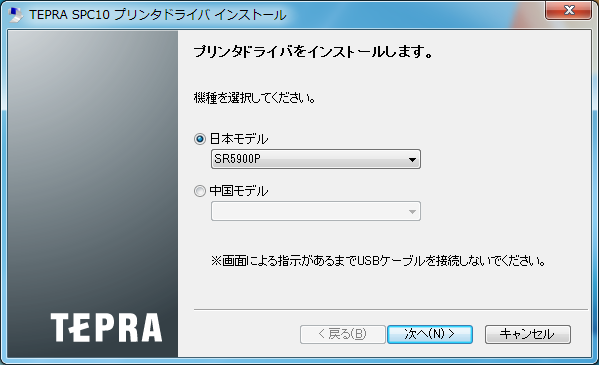 TEPRA SPC10 プリンタドライバ インストール
プリンタドライバをインストールします。
機種を選択してください。
日本モデル
SR5900P
中国モデル
※画面による指示があるまでUSBケーブルを接続しないでください。
TEPRA
< 戻る(B)
次へ(N) >
キャンセル